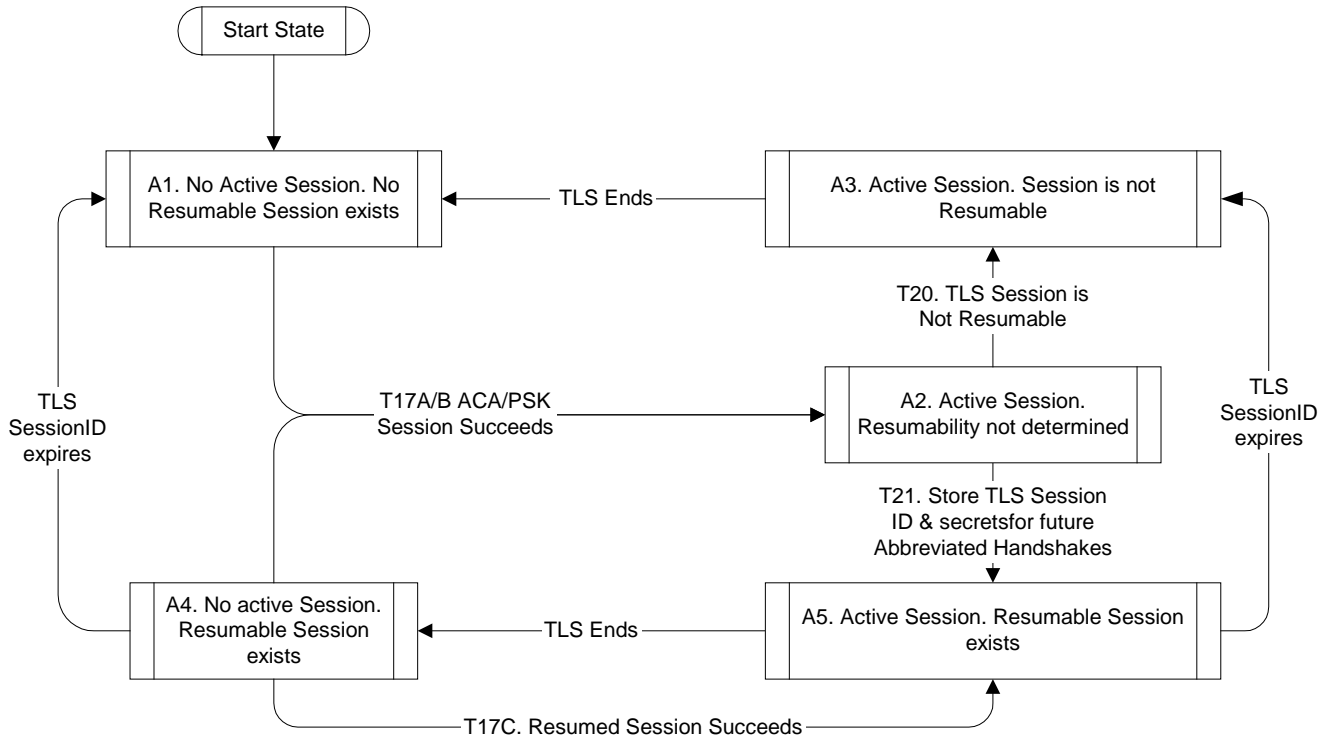 Start State
A1. No Active Session. No
Resumable Session exists
TLS Ends
A3. Active Session. Session is not
Resumable
T20. TLS Session is
Not Resumable
TLS
SessionID
expires
T17A/B ACA/PSK
Session Succeeds
A2. Active Session.
Resumability not determined
TLS
SessionID
expires
T21. Store TLS Session
ID & secretsfor future
Abbreviated Handshakes
A4. No active Session.
Resumable Session
exists
TLS Ends
A5. Active Session. Resumable Session
exists
T17C. Resumed Session Succeeds